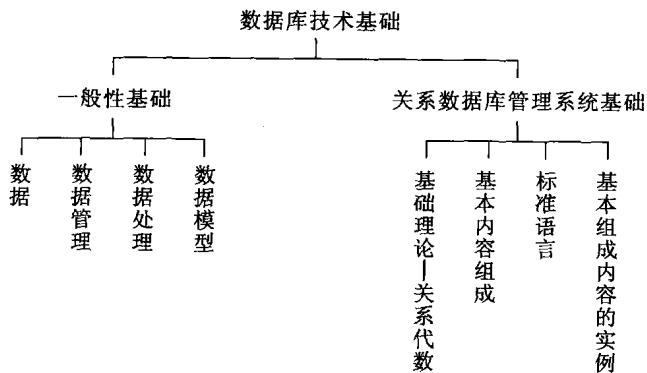 数据库技术基础
一般性基础
关系数据库管理系统基础
数据
数据管理
数据处理
数据模型
基础理论—关系代数
基本内容组成
标准语言
基本组成内容的实例